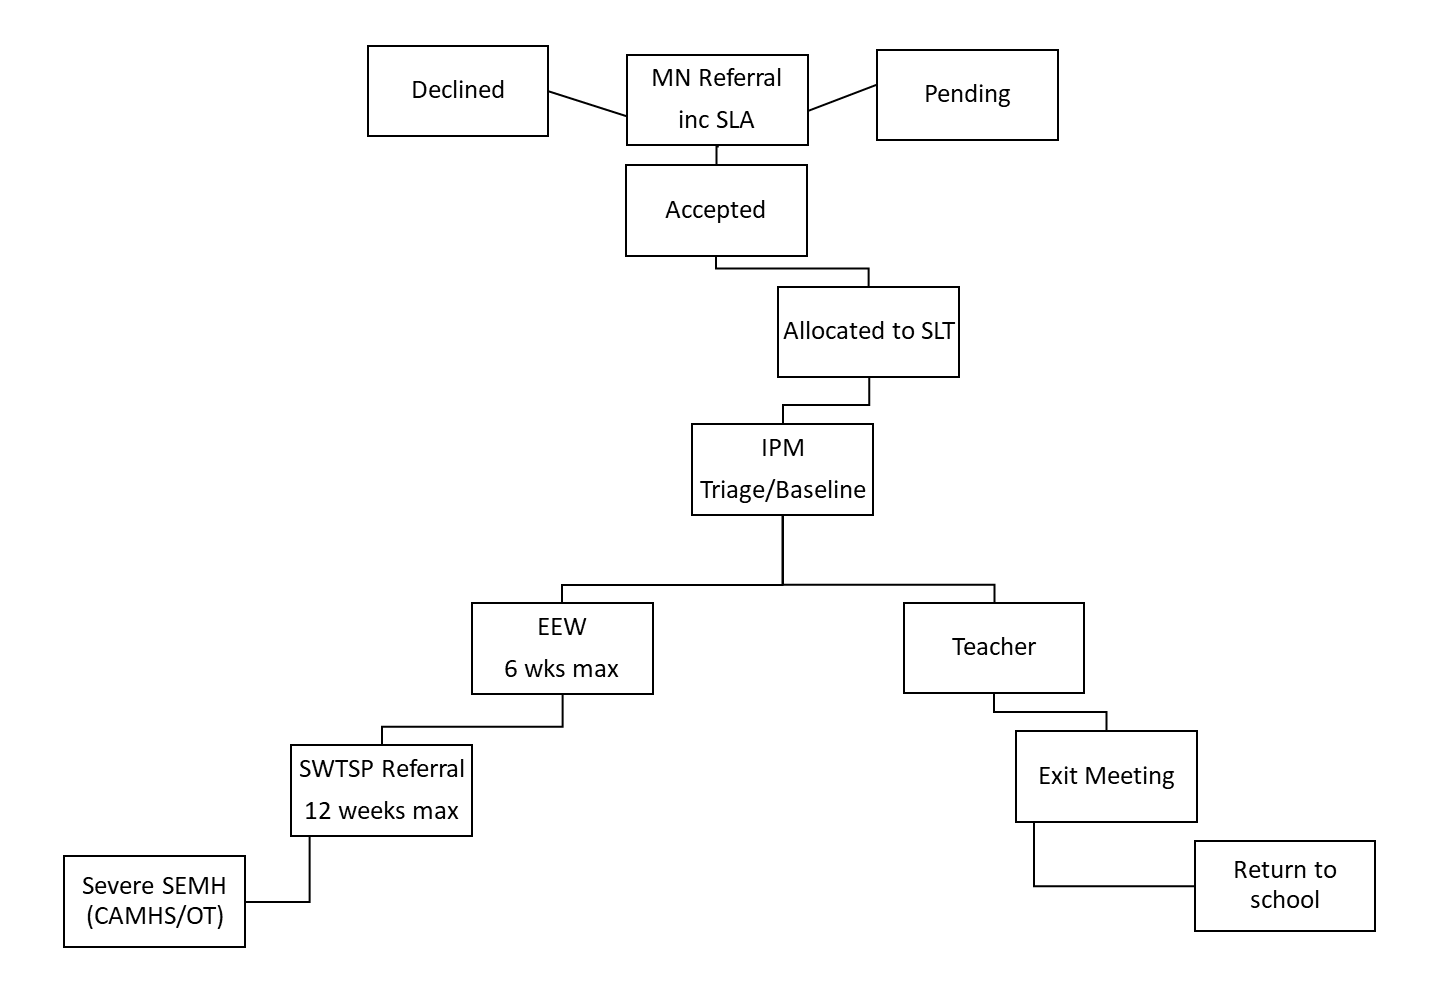 Declined
MN Referral
inc SLA
Pending
Accepted
Allocated to SLT
IPM
Triage/Baseline
EEW
6 wks max
Teacher
SWTSP Referral
12 weeks max
Exit Meeting
Severe SEMH
(CAMHS/OT)
Return to
school